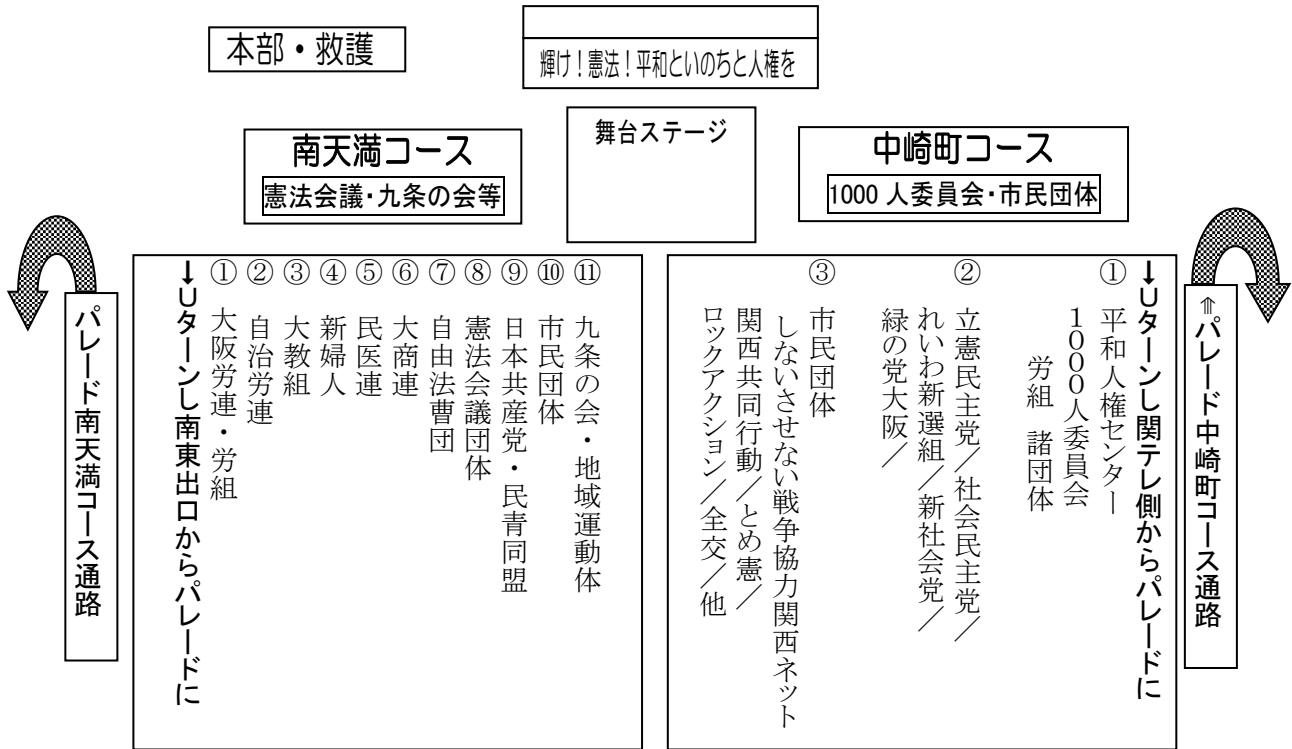 本部・救護
輝け！憲法！平和といのちと人権を
舞台ステージ
南天満コース
憲法会議・九条の会等
中崎町コース
1000 人委員会・市民団体
⇑パレード中崎町コース通路
↓Uターンし関テレ側からパレードに
① 平和人権センター
1000人委員会
労組 諸団体
② 立憲民主党／社会民主党／
れいわ新選組／新社会党／
緑の党大阪／
③ 市民団体
しないさせない戦争協力関西ネット
関西共同行動／とめ憲／
ロックアクション／全交／他
⑪ 九条の会・地域運動体
⑩ 市民団体
⑨ 日本共産党・民青同盟
⑧ 憲法会議団体
⑦ 自由法曹団
⑥ 大商連
⑤ 民医連
④ 新婦人
③ 大教組
② 自治労連
① 大阪労連・労組
↓Uターンし南東出口からパレードに
パレード南天満コース通路